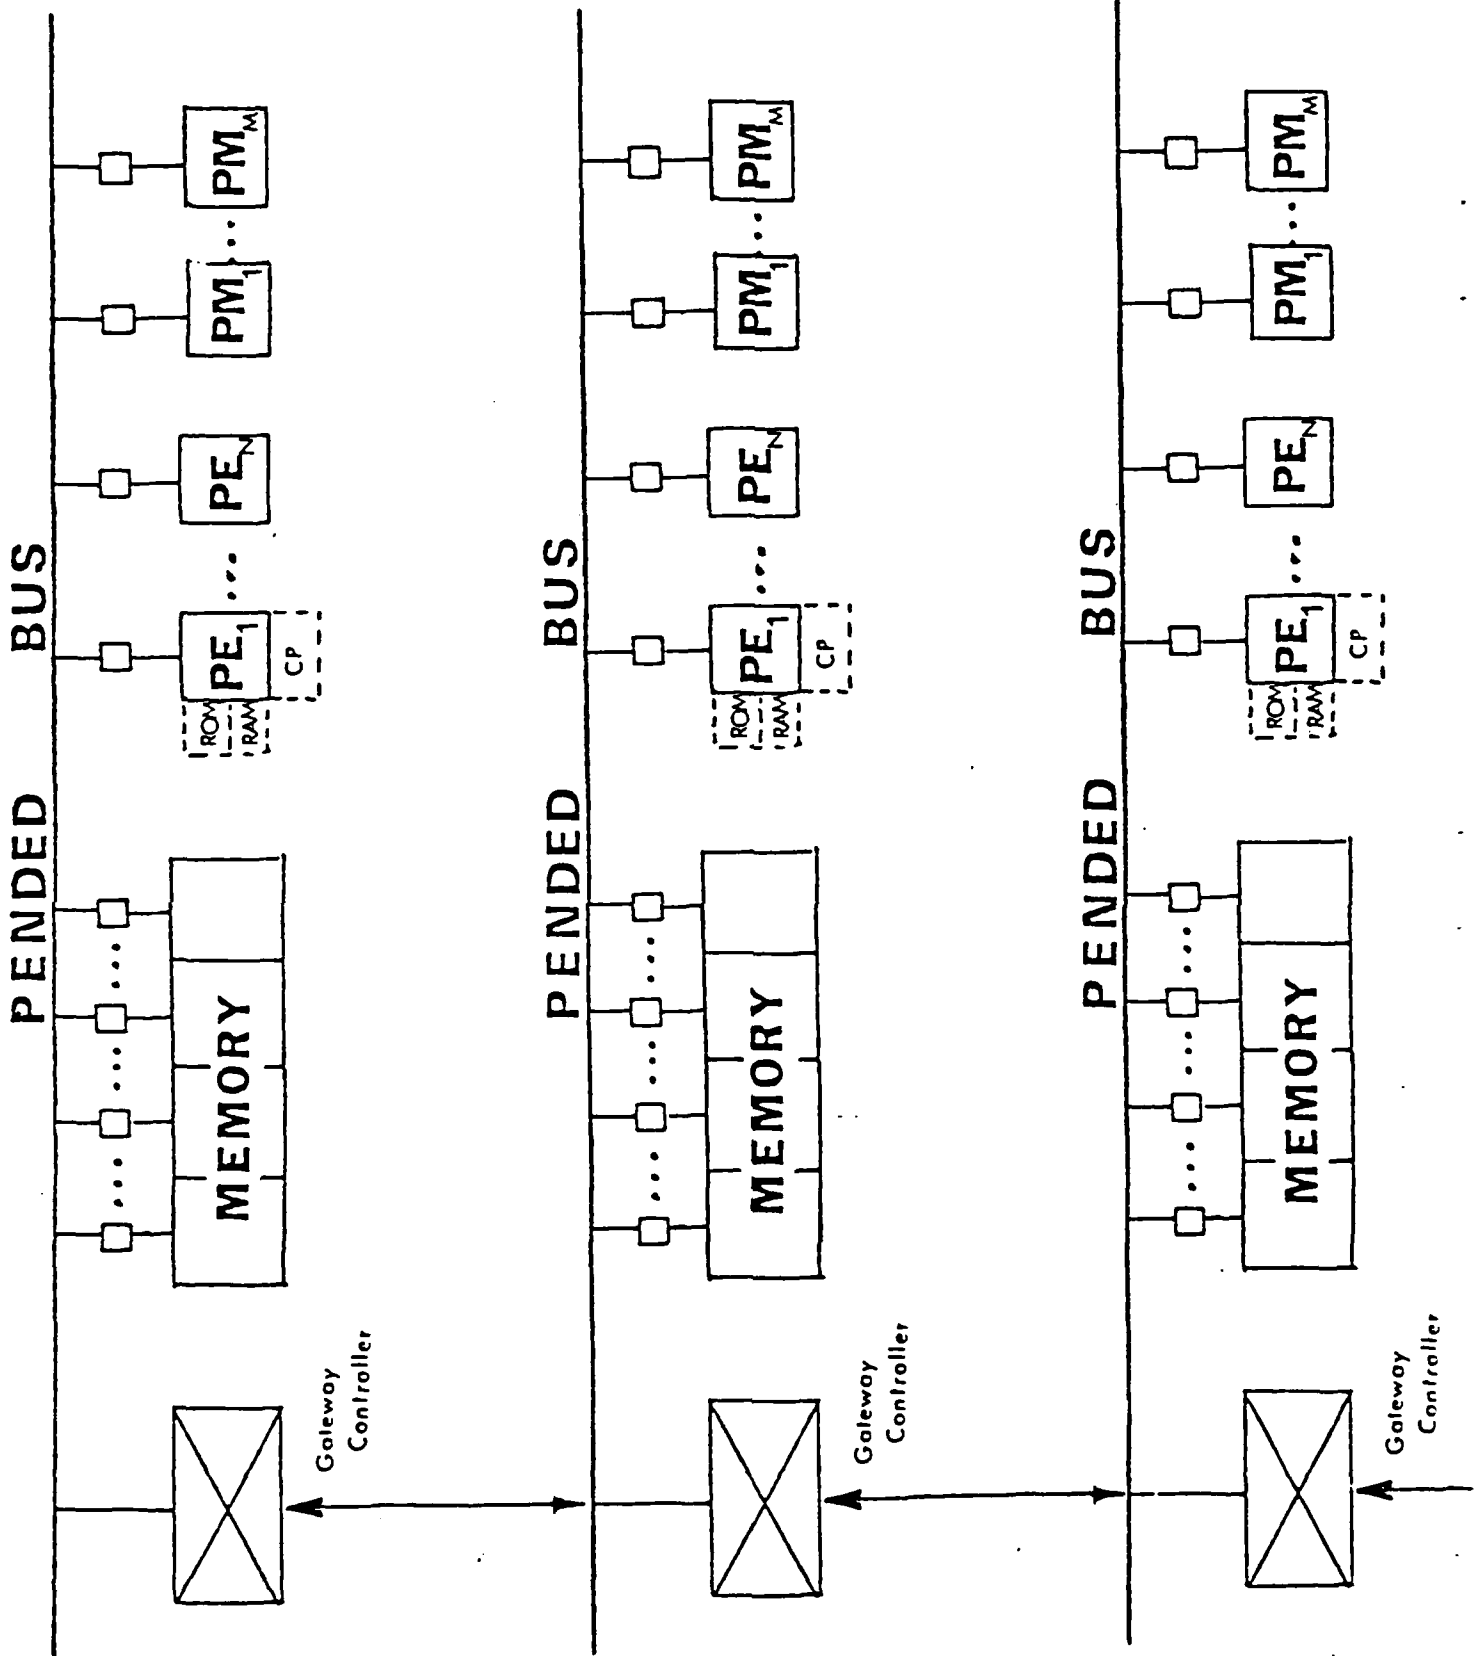 PENDED BUS
MEMORY
ROM
RAM
PE1
CP
...
PEN
PM1
...
PMM
Gateway
Controller
PENDED BUS
MEMORY
ROM
RAM
PE1
CP
...
PEN
PM1
...
PMM
Gateway
Controller
PENDED BUS
MEMORY
ROM
RAM
PE1
CP
...
PEN
PM1
...
PMM
Gateway
Controller